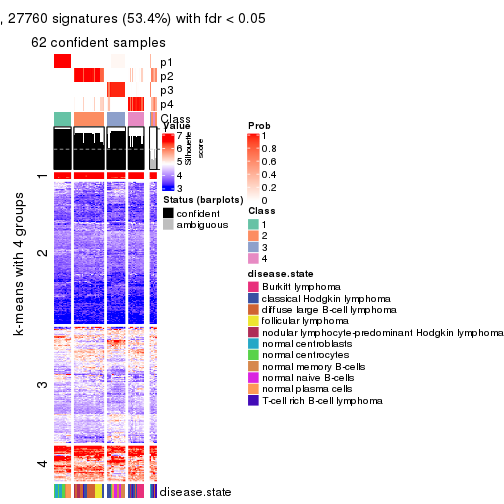 , 27760 signatures (53.4%) with fdr < 0.05
62 confident samples
p1
p2
p3
p4
Class
Value
7
6
5
4
3
Silhouette
score
Status (barplots)
confident
ambiguous
Prob
1
0.8
0.6
0.4
0.2
0
Class
1
2
3
4
disease.state
Burkitt lymphoma
classical Hodgkin lymphoma
diffuse large B-cell lymphoma
follicular lymphoma
nodular lymphocyte-predominant Hodgkin lymphoma
normal centroblasts
normal centrocytes
normal memory B-cells
normal naive B-cells
normal plasma cells
T-cell rich B-cell lymphoma
k-means with 4 groups
1
2
3
4
disease.state